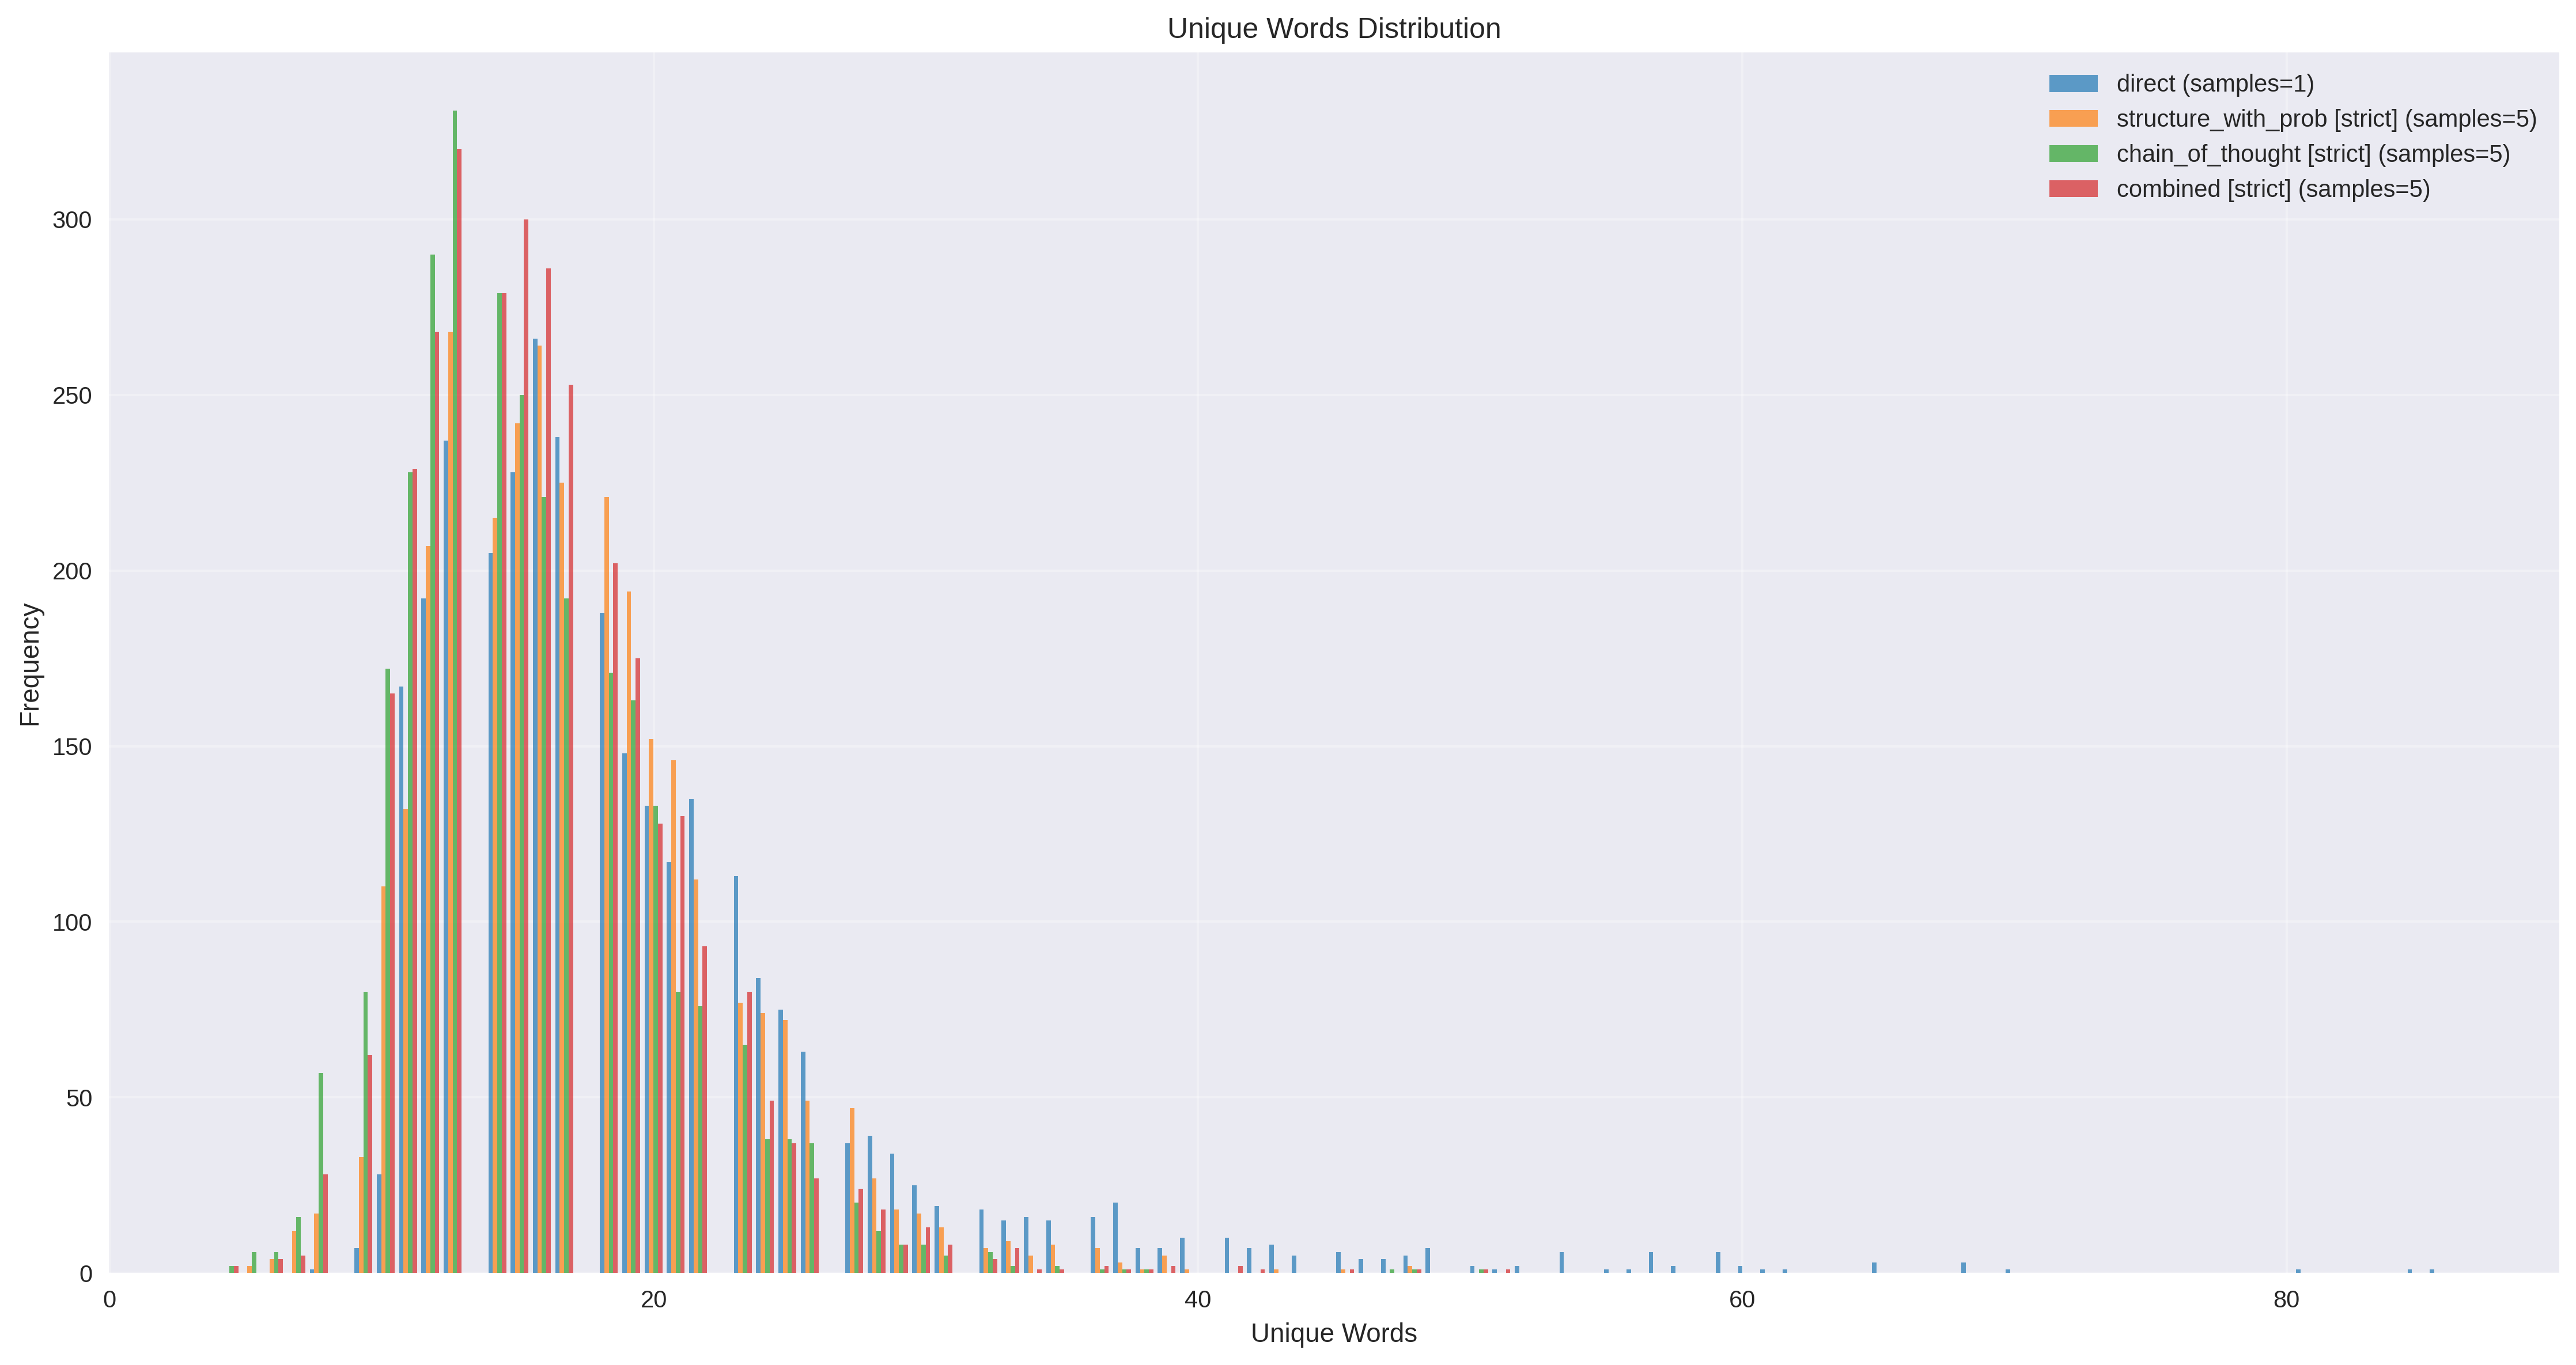 Unique Words Distribution
direct (samples=1)
structure_with_prob [strict] (samples=5)
chain_of_thought [strict] (samples=5)
combined [strict] (samples=5)
Frequency
300
250
200
150
100
50
0
0 20 40 60 80
Unique Words